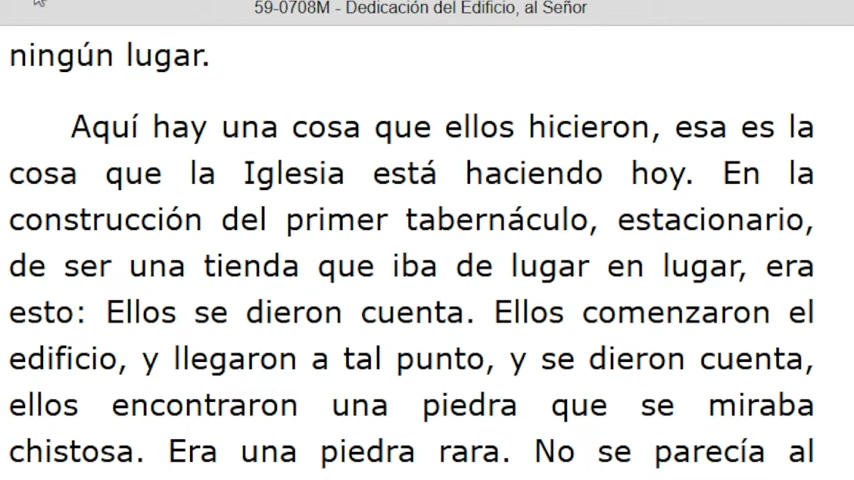 59-0708M - Dedicación del Edificio, al Señor
ningún lugar.
Aquí hay una cosa que ellos hicieron, esa es la
cosa que la Iglesia está haciendo hoy. En la
construcción del primer tabernáculo, estacionario,
de ser una tienda que iba de lugar en lugar, era
esto: Ellos se dieron cuenta. Ellos comenzaron el
edificio, y llegaron a tal punto, y se dieron cuenta,
ellos encontraron una piedra que se miraba
chistosa. Era una piedra rara. No se parecía al